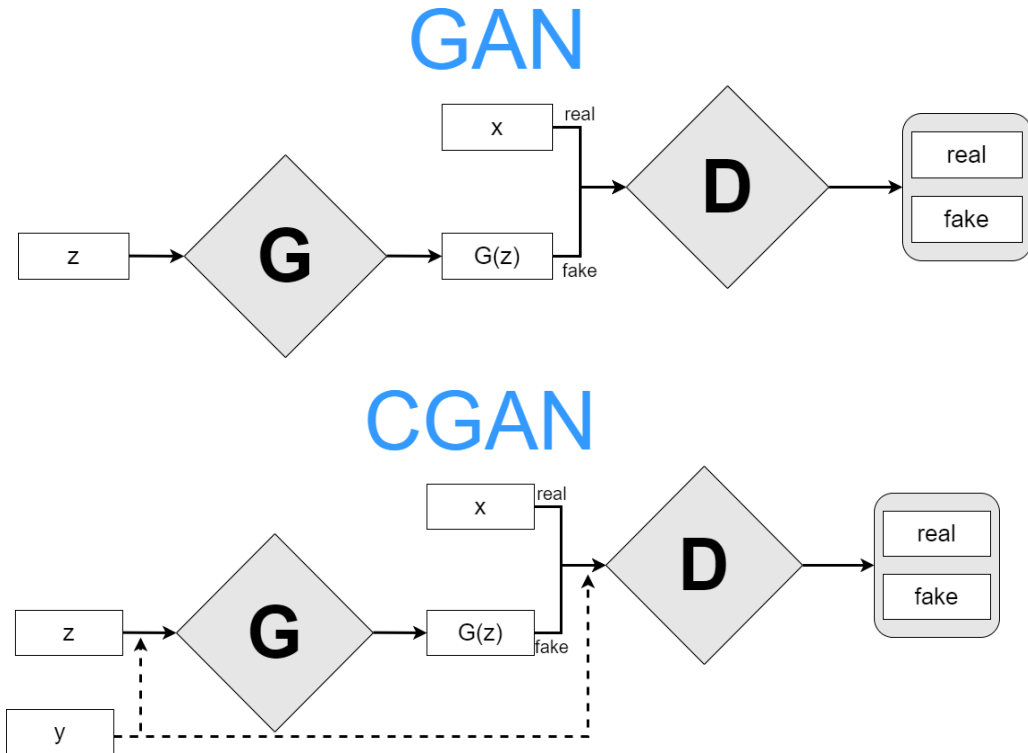 GAN
x
real
D
real
fake
z
G
G(z)
fake
CGAN
x
real
D
real
fake
z
G
G(z)
fake
y